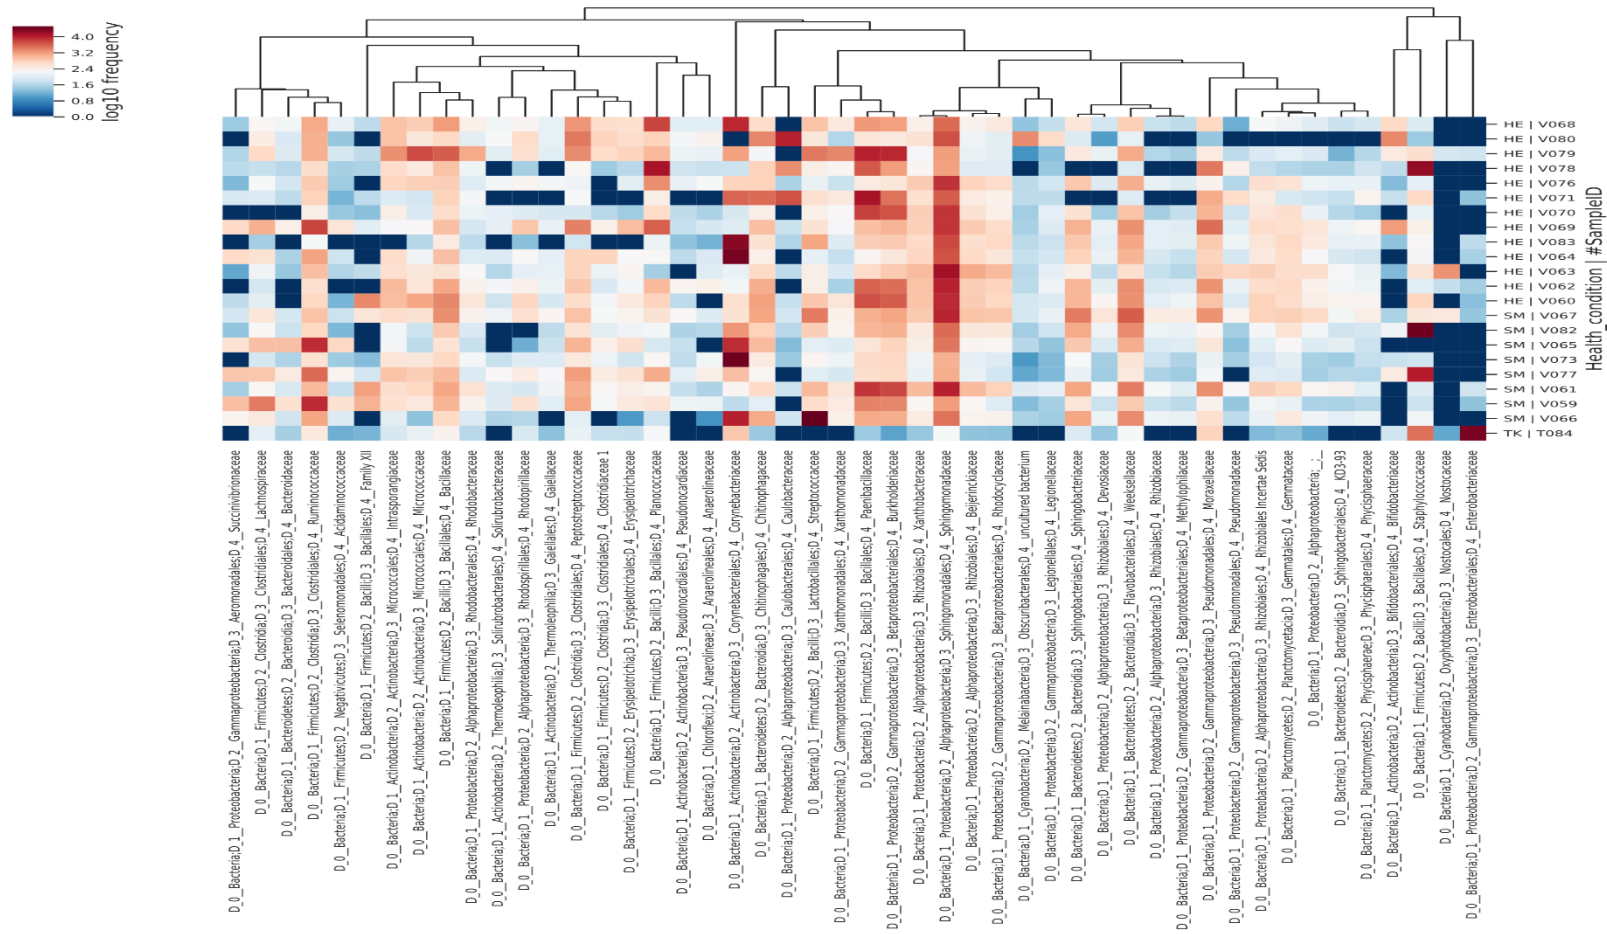 4.0
3.2
2.4
1.6
0.8
0.0
log10 frequency
HE | V068
HE | V080
HE | V079
HE | V078
HE | V076
HE | V071
HE | V070
HE | V069
HE | V083
HE | V064
HE | V063
HE | V062
HE | V060
SM | V067
SM | V082
SM | V065
SM | V073
SM | V077
SM | V061
SM | V059
SM | V066
TK | T084
Health_condition | #SampleID
D_0__Bacteria;D_1__Proteobacteria;D_2__Gammaproteobacteria;D_3__Aeromonadales;D_4__Succinivibrionaceae
D_0__Bacteria;D_1__Firmicutes;D_2__Clostridia;D_3__Clostridiales;D_4__Lachnospiraceae
D_0__Bacteria;D_1__Bacteroidetes;D_2__Bacteroidia;D_3__Bacteroidales;D_4__Bacteroidaceae
D_0__Bacteria;D_1__Firmicutes;D_2__Clostridia;D_3__Clostridiales;D_4__Ruminococcaceae
D_0__Bacteria;D_1__Firmicutes;D_2__Negativicutes;D_3__Selenomonadales;D_4__Acidaminococcaceae
D_0__Bacteria;D_1__Firmicutes;D_2__Bacilli;D_3__Bacillales;D_4__Family XII
D_0__Bacteria;D_1__Actinobacteria;D_2__Actinobacteria;D_3__Micrococcales;D_4__Intrasporangiaceae
D_0__Bacteria;D_1__Actinobacteria;D_2__Actinobacteria;D_3__Micrococcales;D_4__Micrococcaceae
D_0__Bacteria;D_1__Firmicutes;D_2__Bacilli;D_3__Bacillales;D_4__Bacillaceae
D_0__Bacteria;D_1__Proteobacteria;D_2__Alphaproteobacteria;D_3__Rhodobacterales;D_4__Rhodobacteraceae
D_0__Bacteria;D_1__Actinobacteria;D_2__Thermoleophilia;D_3__Solirubrobacterales;D_4__Solirubrobacteraceae
D_0__Bacteria;D_1__Proteobacteria;D_2__Alphaproteobacteria;D_3__Rhodospirillales;D_4__Rhodospirillaceae
D_0__Bacteria;D_1__Actinobacteria;D_2__Thermoleophilia;D_3__Gaiellales;D_4__Gaiellaceae
D_0__Bacteria;D_1__Firmicutes;D_2__Clostridia;D_3__Clostridiales;D_4__Peptostreptococcaceae
D_0__Bacteria;D_1__Firmicutes;D_2__Clostridia;D_3__Clostridiales;D_4__Clostridiaceae 1
D_0__Bacteria;D_1__Firmicutes;D_2__Erysipelotrichia;D_3__Erysipelotrichales;D_4__Erysipelotrichaceae
D_0__Bacteria;D_1__Firmicutes;D_2__Bacilli;D_3__Bacillales;D_4__Planococcaceae
D_0__Bacteria;D_1__Actinobacteria;D_2__Actinobacteria;D_3__Pseudonocardiales;D_4__Pseudonocardiaceae
D_0__Bacteria;D_1__Chloroflexi;D_2__Anaerolineae;D_3__Anaerolineales;D_4__Anaerolineaceae
D_0__Bacteria;D_1__Actinobacteria;D_2__Actinobacteria;D_3__Corynebacteriales;D_4__Corynebacteriaceae
D_0__Bacteria;D_1__Bacteroidetes;D_2__Bacteroidia;D_3__Chitinophagales;D_4__Chitinophagaceae
D_0__Bacteria;D_1__Proteobacteria;D_2__Alphaproteobacteria;D_3__Caulobacterales;D_4__Caulobacteraceae
D_0__Bacteria;D_1__Firmicutes;D_2__Bacilli;D_3__Lactobacillales;D_4__Streptococcaceae
D_0__Bacteria;D_1__Proteobacteria;D_2__Gammaproteobacteria;D_3__Xanthomonadales;D_4__Xanthomonadaceae
D_0__Bacteria;D_1__Firmicutes;D_2__Bacilli;D_3__Bacillales;D_4__Paenibacillaceae
D_0__Bacteria;D_1__Proteobacteria;D_2__Gammaproteobacteria;D_3__Betaproteobacteriales;D_4__Burkholderiaceae
D_0__Bacteria;D_1__Proteobacteria;D_2__Alphaproteobacteria;D_3__Rhizobiales;D_4__Xanthobacteraceae
D_0__Bacteria;D_1__Proteobacteria;D_2__Alphaproteobacteria;D_3__Sphingomonadales;D_4__Sphingomonadaceae
D_0__Bacteria;D_1__Proteobacteria;D_2__Alphaproteobacteria;D_3__Rhizobiales;D_4__Beijerinckiaceae
D_0__Bacteria;D_1__Proteobacteria;D_2__Gammaproteobacteria;D_3__Betaproteobacteriales;D_4__Rhodocyclaceae
D_0__Bacteria;D_1__Cyanobacteria;D_2__Melainabacteria;D_3__Obscuribacterales;D_4__uncultured bacterium
D_0__Bacteria;D_1__Proteobacteria;D_2__Gammaproteobacteria;D_3__Legionellales;D_4__Legionellaceae
D_0__Bacteria;D_1__Bacteroidetes;D_2__Bacteroidia;D_3__Sphingobacteriales;D_4__Sphingobacteriaceae
D_0__Bacteria;D_1__Proteobacteria;D_2__Alphaproteobacteria;D_3__Rhizobiales;D_4__Devosiaceae
D_0__Bacteria;D_1__Bacteroidetes;D_2__Bacteroidia;D_3__Flavobacteriales;D_4__Weeksellaceae
D_0__Bacteria;D_1__Proteobacteria;D_2__Alphaproteobacteria;D_3__Rhizobiales;D_4__Rhizobiaceae
D_0__Bacteria;D_1__Proteobacteria;D_2__Gammaproteobacteria;D_3__Betaproteobacteriales;D_4__Methylophilaceae
D_0__Bacteria;D_1__Proteobacteria;D_2__Gammaproteobacteria;D_3__Pseudomonadales;D_4__Moraxellaceae
D_0__Bacteria;D_1__Proteobacteria;D_2__Gammaproteobacteria;D_3__Pseudomonadales;D_4__Pseudomonadaceae
D_0__Bacteria;D_1__Proteobacteria;D_2__Alphaproteobacteria;D_3__Rhizobiales;D_4__Rhizobiales Incertae Sedis
D_0__Bacteria;D_1__Planctomycetes;D_2__Planctomycetacia;D_3__Gemmatales;D_4__Gemmataceae
D_0__Bacteria;D_1__Proteobacteria;D_2__Alphaproteobacteria;__;__
D_0__Bacteria;D_1__Bacteroidetes;D_2__Bacteroidia;D_3__Sphingobacteriales;D_4__KD3-93
D_0__Bacteria;D_1__Planctomycetes;D_2__Phycisphaerae;D_3__Phycisphaerales;D_4__Phycisphaeraceae
D_0__Bacteria;D_1__Actinobacteria;D_2__Actinobacteria;D_3__Bifidobacteriales;D_4__Bifidobacteriaceae
D_0__Bacteria;D_1__Firmicutes;D_2__Bacilli;D_3__Bacillales;D_4__Staphylococcaceae
D_0__Bacteria;D_1__Cyanobacteria;D_2__Oxyphotobacteria;D_3__Nostocales;D_4__Nostocaceae
D_0__Bacteria;D_1__Proteobacteria;D_2__Gammaproteobacteria;D_3__Enterobacteriales;D_4__Enterobacteriaceae